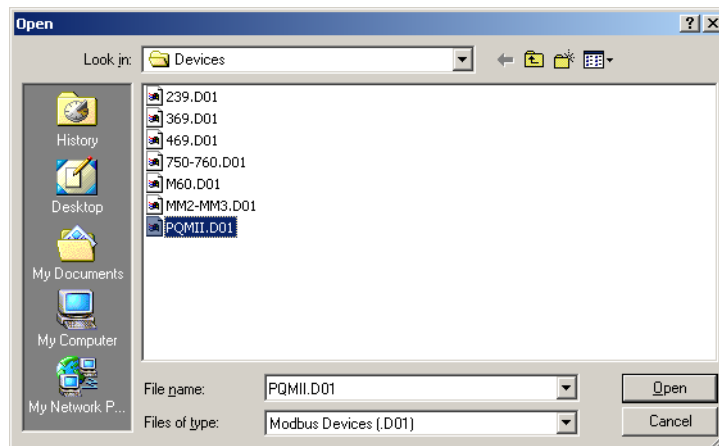 Open
Look in: Devices
History
Desktop
My Documents
My Computer
My Network P...
239.D01
369.D01
469.D01
750-760.D01
M60.D01
MM2-MM3.D01
PQMII.D01
File name: PQMII.D01 Open
Files of type: Modbus Devices (.D01) Cancel